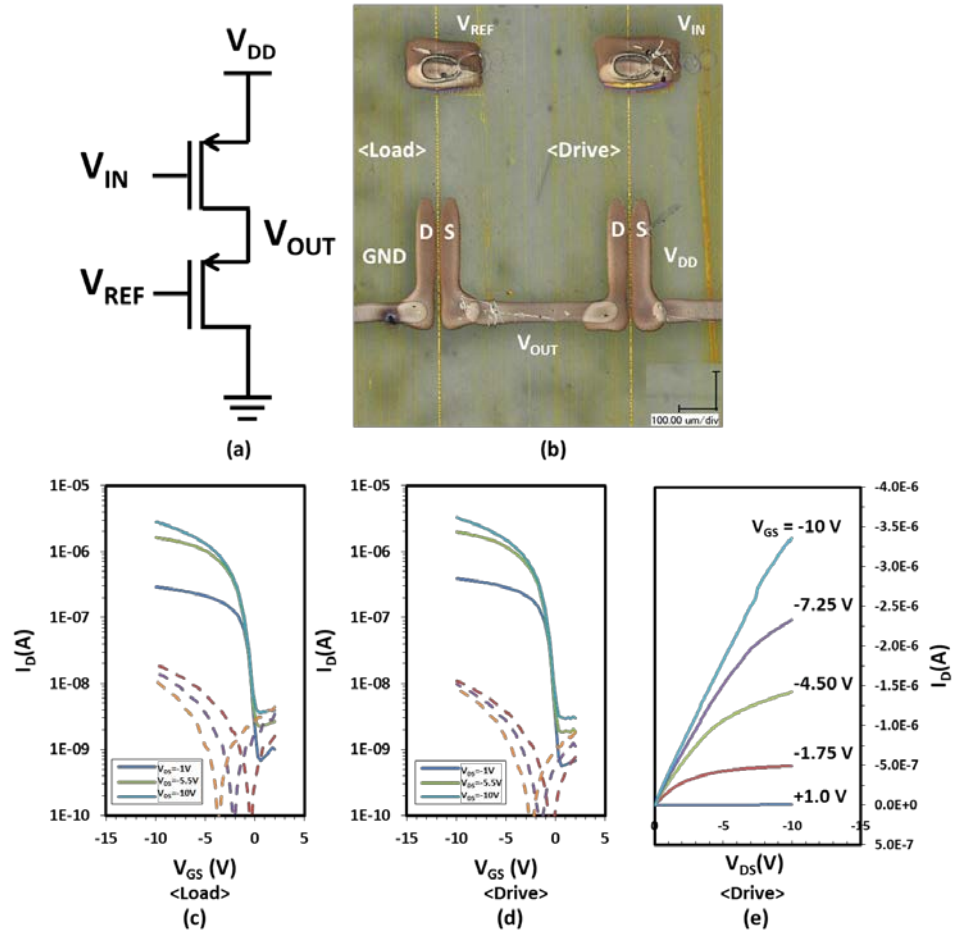 V_DD
V_IN
V_OUT
V_REF
(a)
V_REF
V_IN
<Load>
<Drive>
D
S
D
S
GND
V_DD
V_OUT
100.00 um/div
(b)
1E-05
1E-06
1E-07
1E-08
1E-09
1E-10
I_D(A)
V_DS=-1V
V_DS=-5.5V
V_DS=-10V
-15
-10
-5
0
5
V_GS (V)
<Load>
(c)
1E-05
1E-06
1E-07
1E-08
1E-09
1E-10
I_D(A)
V_DS=-1V
V_DS=-5.5V
V_DS=-10V
-15
-10
-5
0
5
V_GS (V)
<Drive>
(d)
V_GS = -10 V
-7.25 V
-4.50 V
-1.75 V
+1.0 V
-4.0E-6
-3.5E-6
-3.0E-6
-2.5E-6
-2.0E-6
-1.5E-6
-1.0E-6
-5.0E-7
0.0E+0
5.0E-7
I_D(A)
0
-5
-10
-15
V_DS(V)
<Drive>
(e)